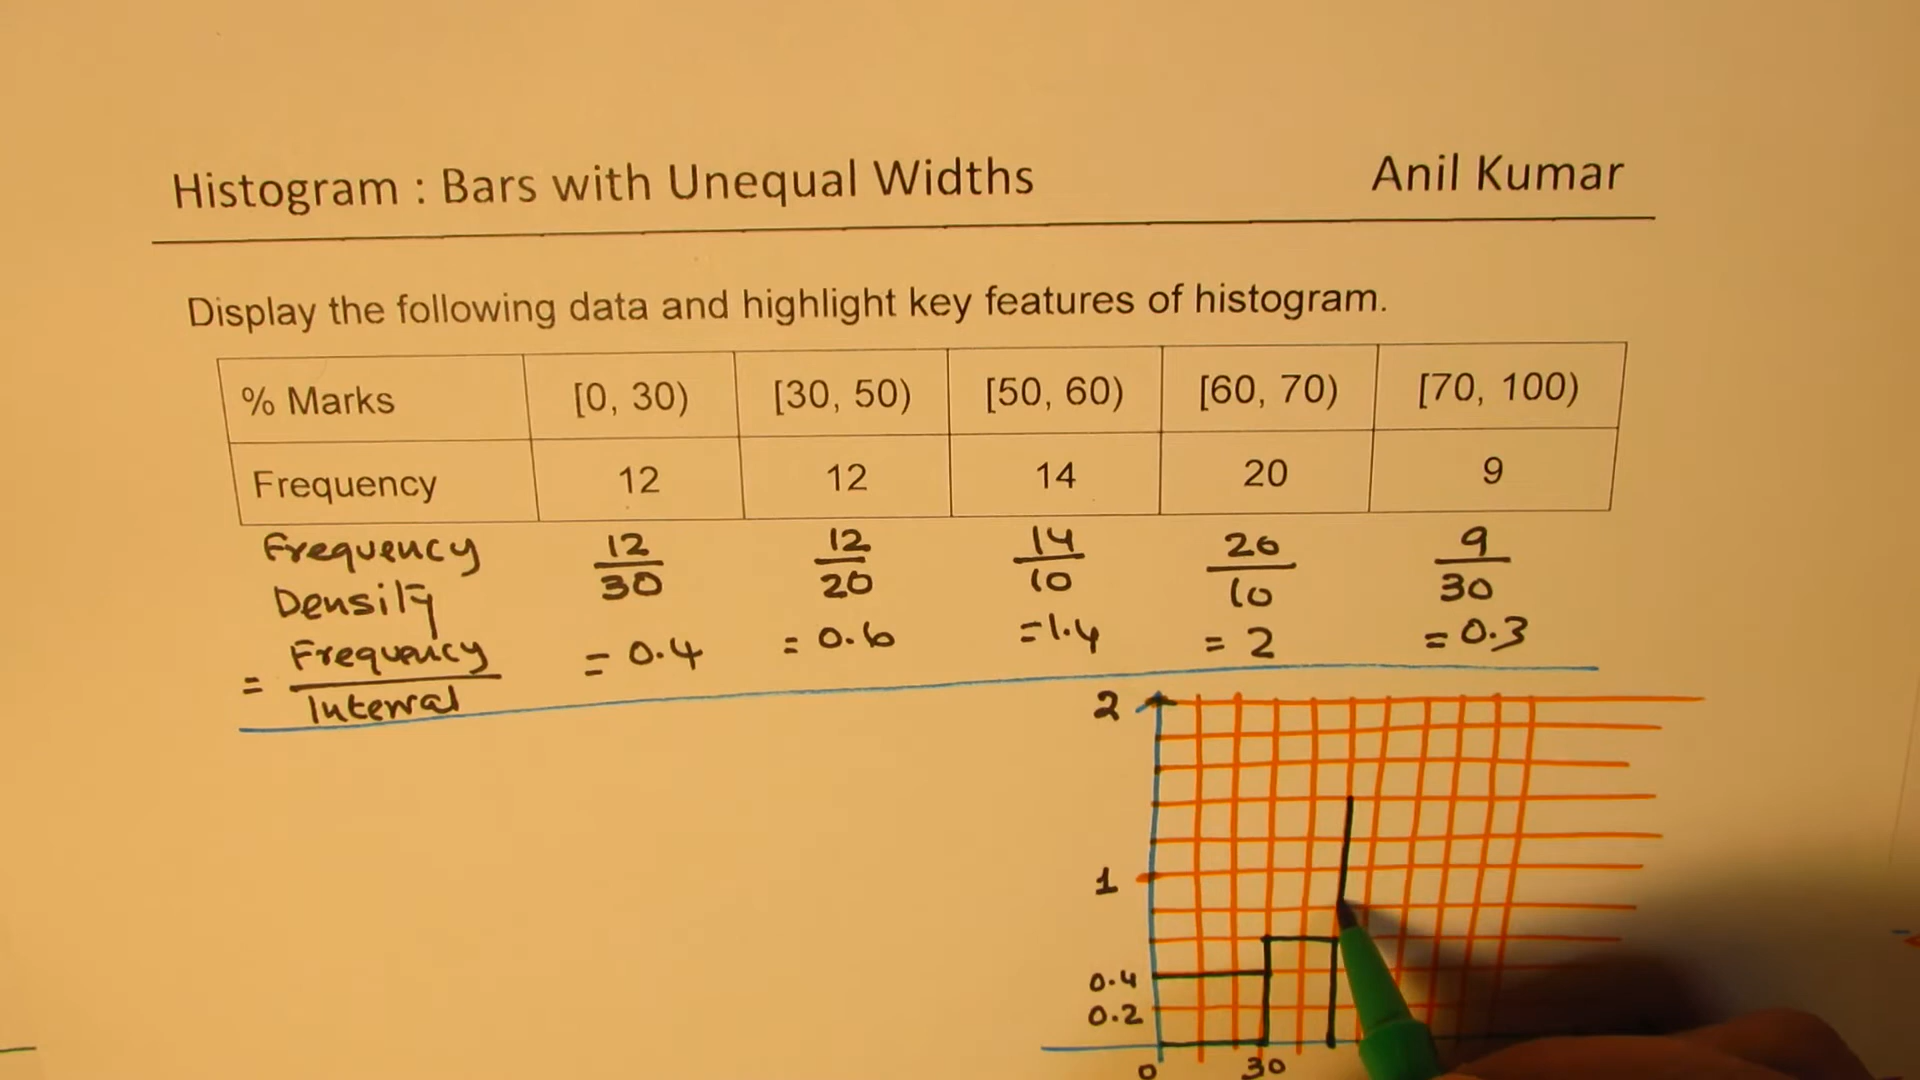 Histogram : Bars with Unequal Widths Anil Kumar
Display the following data and highlight key features of histogram.
% Marks [0, 30) [30, 50) [50, 60) [60, 70) [70, 100)
Frequency 12 12 14 20 9
Frequency Density 12/30 12/20 14/10 20/10 9/30
= Frequency/Interval = 0.4 = 0.6 =1.4 = 2 = 0.3
2
1
0.4
0.2
0 30